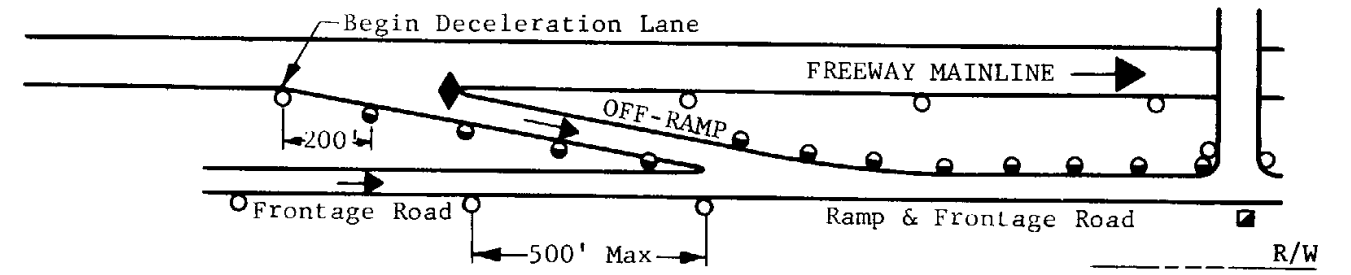 Begin Deceleration Lane
FREEWAY MAINLINE
OFF-RAMP
200'
Frontage Road
Ramp & Frontage Road
500' Max
R/W